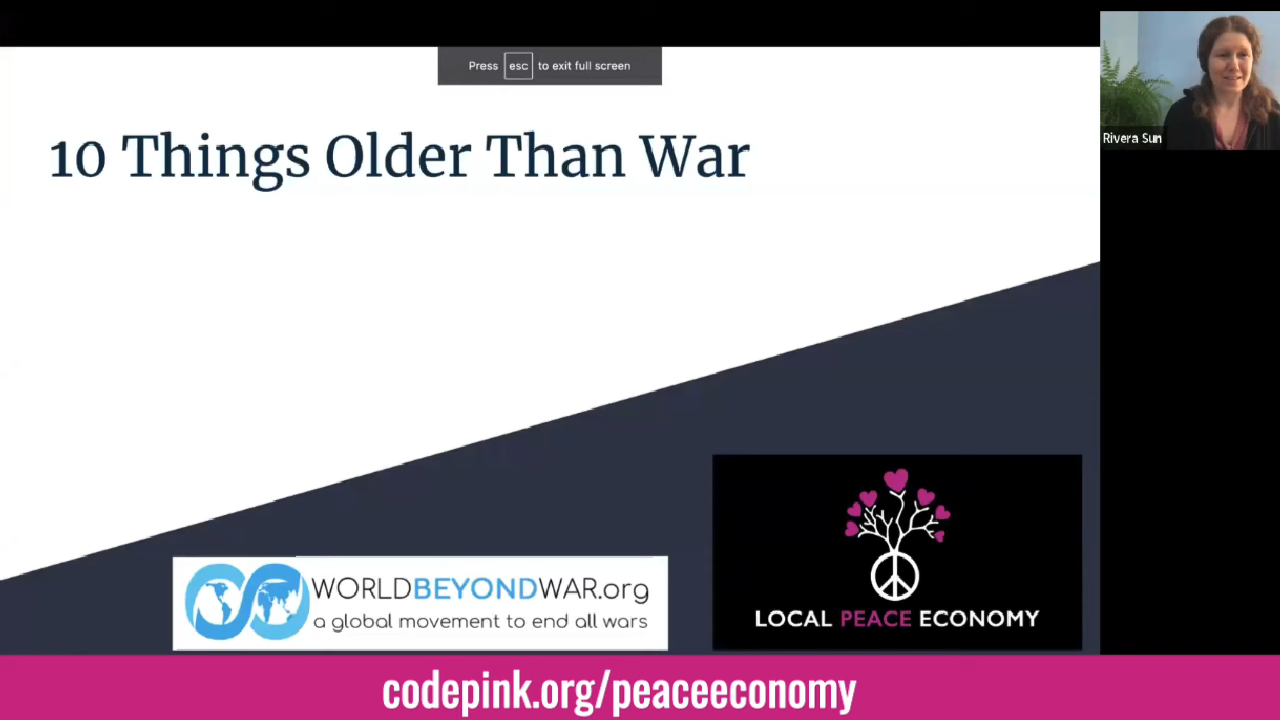 Press esc to exit full screen
Rivera Sun
10 Things Older Than War
WORLDBEYONDWAR.org
a global movement to end all wars
LOCAL PEACE ECONOMY
codepink.org/peaceeconomy